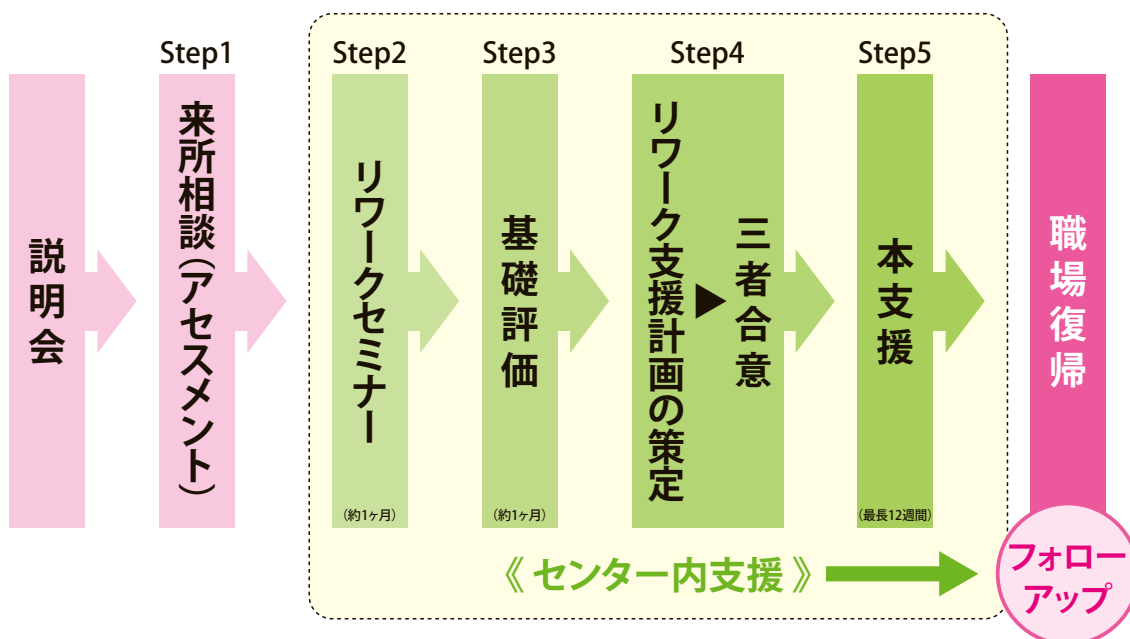 説明会
Step1
来所相談(アセスメント)
Step2
リワークセミナー
(約1ヶ月)
Step3
基礎評価
(約1ヶ月)
Step4
リワーク支援計画の策定
▶
三者合意
Step5
本支援
(最長12週間)
職場復帰
《センター内支援》
フォロー
アップ